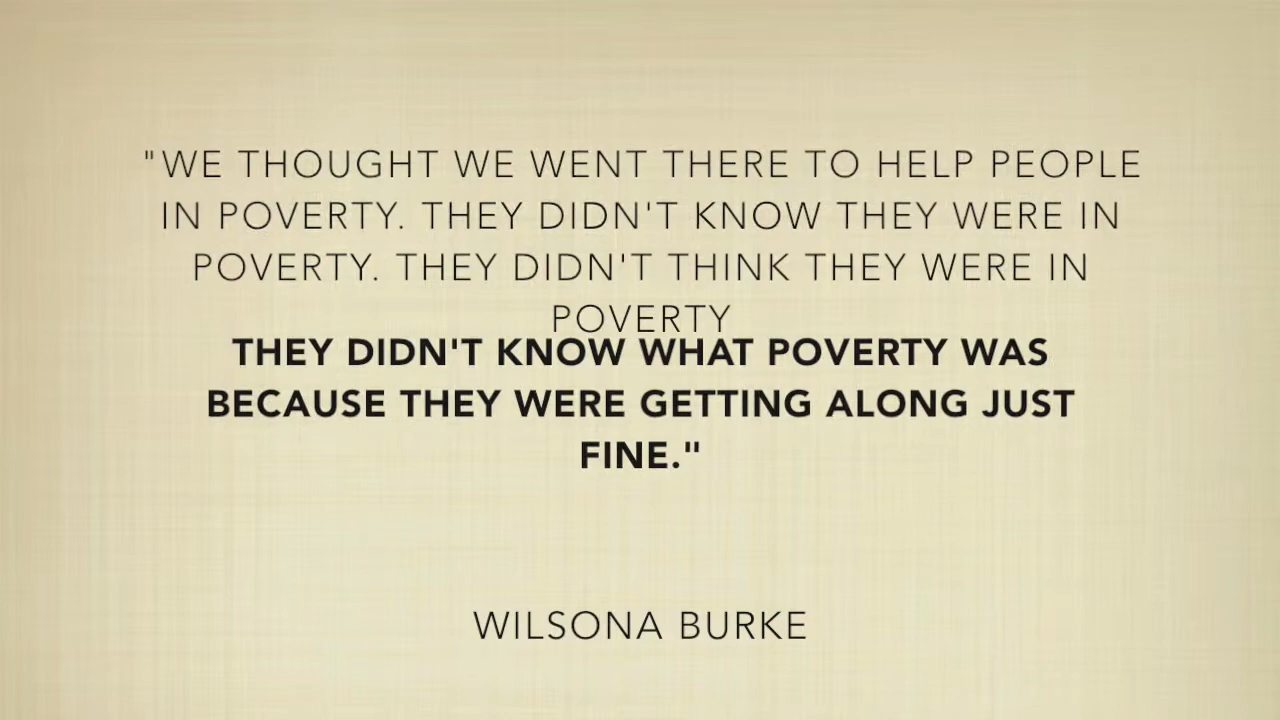 "WE THOUGHT WE WENT THERE TO HELP PEOPLE
IN POVERTY. THEY DIDN'T KNOW THEY WERE IN
POVERTY. THEY DIDN'T THINK THEY WERE IN
POVERTY
THEY DIDN'T KNOW WHAT POVERTY WAS
BECAUSE THEY WERE GETTING ALONG JUST
FINE."
WILSONA BURKE